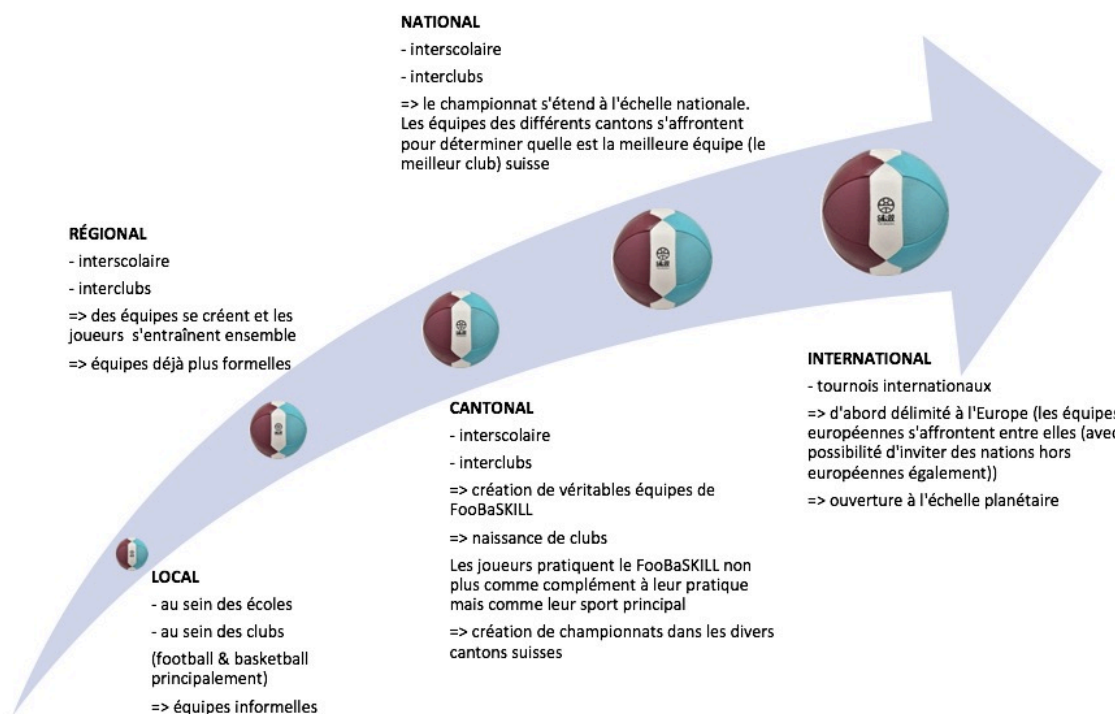 NATIONAL
- interscolaire
- interclubs
=> le championnat s'étend à l'échelle nationale.
Les équipes des différents cantons s'affrontent
pour déterminer quelle est la meilleure équipe (le
meilleur club) suisse
RÉGIONAL
- interscolaire
- interclubs
=> des équipes se créent et les
joueurs s'entraînent ensemble
=> équipes déjà plus formelles
INTERNATIONAL
- tournois internationaux
=> d'abord délimité à l'Europe (les équipes
européennes s'affrontent entre elles (avec
possibilité d'inviter des nations hors
européennes également))
=> ouverture à l'échelle planétaire
CANTONAL
- interscolaire
- interclubs
=> création de véritables équipes de
FooBaSKILL
=> naissance de clubs
Les joueurs pratiquent le FooBaSKILL non
plus comme complément à leur pratique
mais comme leur sport principal
=> création de championnats dans les divers
cantons suisses
LOCAL
- au sein des écoles
- au sein des clubs
(football & basketball
principalement)
=> équipes informelles